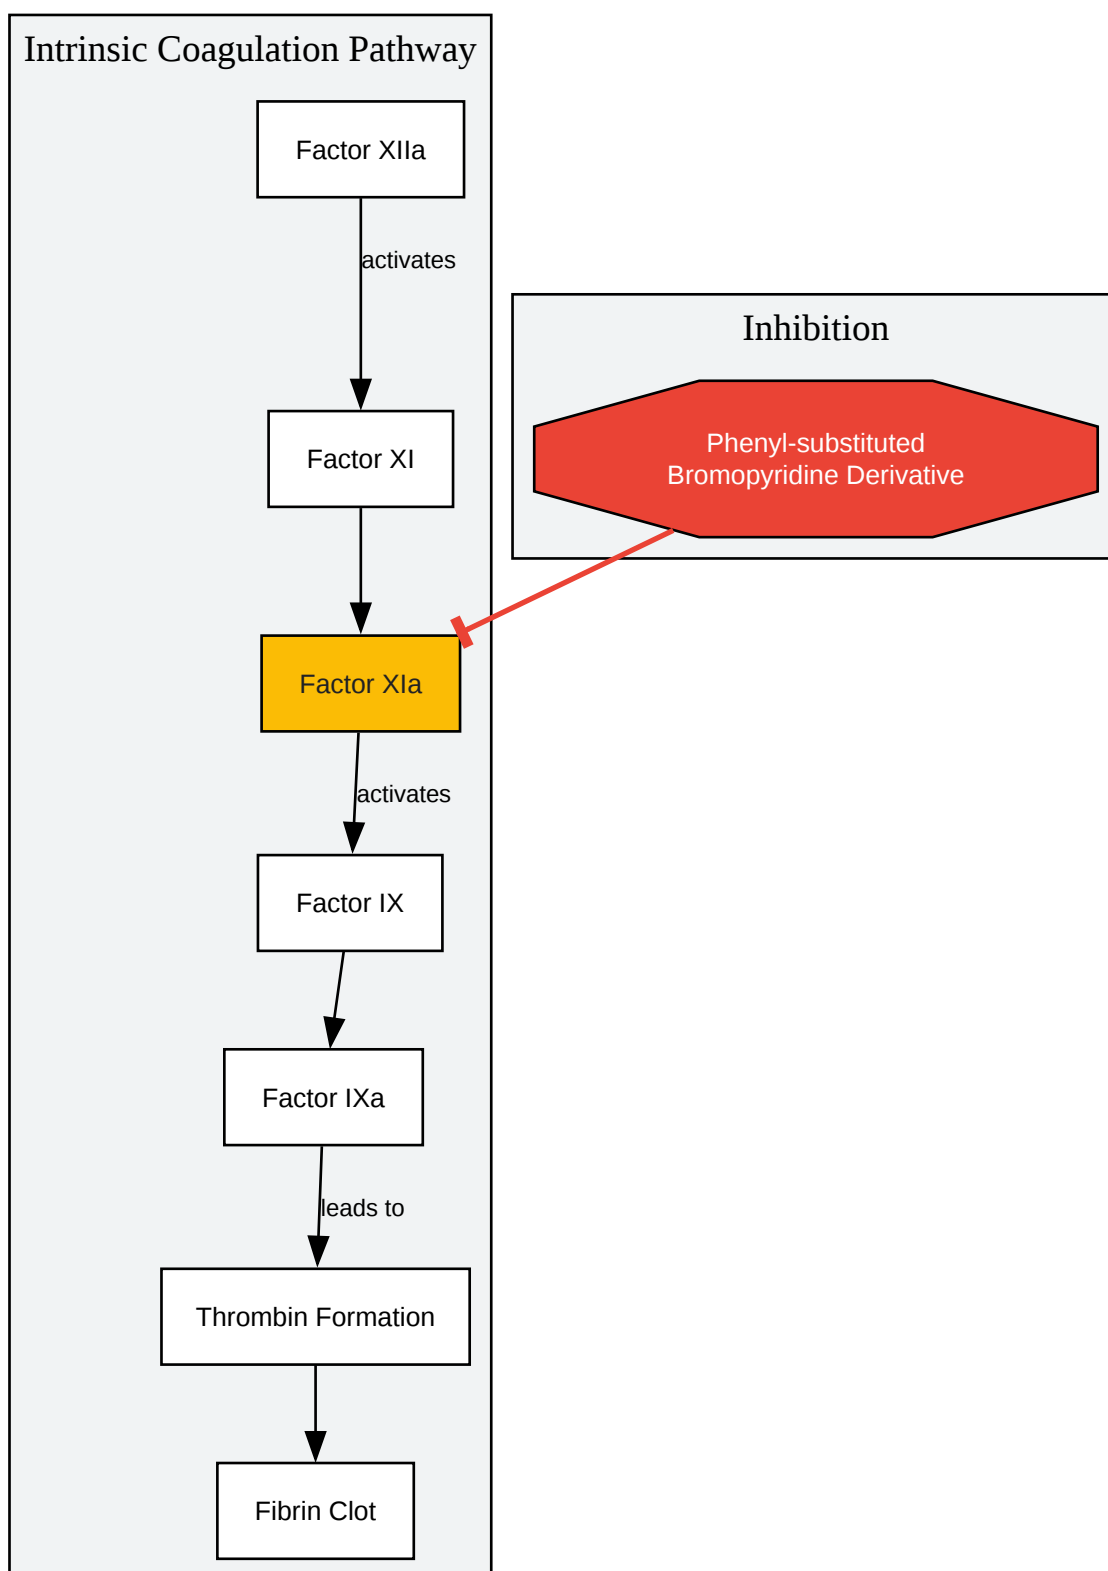 Intrinsic Coagulation Pathway
Factor XIIa
activates
Inhibition
Phenyl-substituted
Bromopyridine Derivative
Factor XI
Factor XIa
activates
Factor IX
Factor IXa
leads to
Thrombin Formation
Fibrin Clot